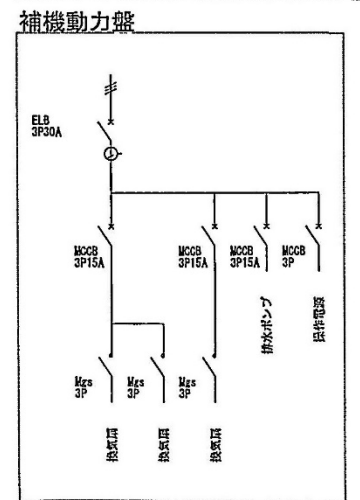 補機動力盤
ELB
3P30A
MCCB
3P15A
MCCB
3P15A
MCCB
3P15A
MCCB
3P
排水ポンプ
操作電源
Mgs
3P
Mgs
3P
Mgs
3P
換気扇
換気扇
換気扇